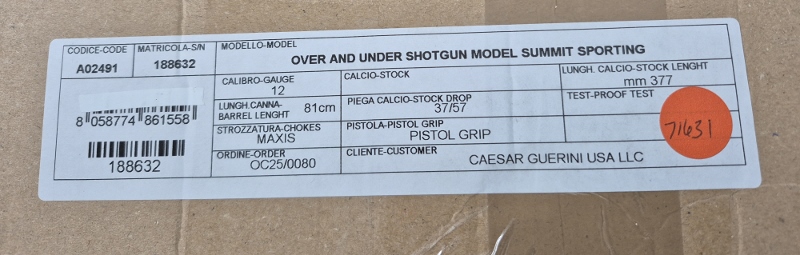 CODICE-CODE
A02491
MATRICOLA-S/N
188632
MODELLO-MODEL
OVER AND UNDER SHOTGUN MODEL SUMMIT SPORTING
8 058774 861558
188632
CALIBRO-GAUGE
12
CALCIO-STOCK
LUNGH. CALCIO-STOCK LENGHT
mm 377
LUNGH.CANNA-
BARREL LENGHT
81cm
PIEGA CALCIO-STOCK DROP
37/57
TEST-PROOF TEST
STROZZATURA-CHOKES
MAXIS
PISTOLA-PISTOL GRIP
PISTOL GRIP
71631
ORDINE-ORDER
OC25/0080
CLIENTE-CUSTOMER
CAESAR GUERINI USA LLC